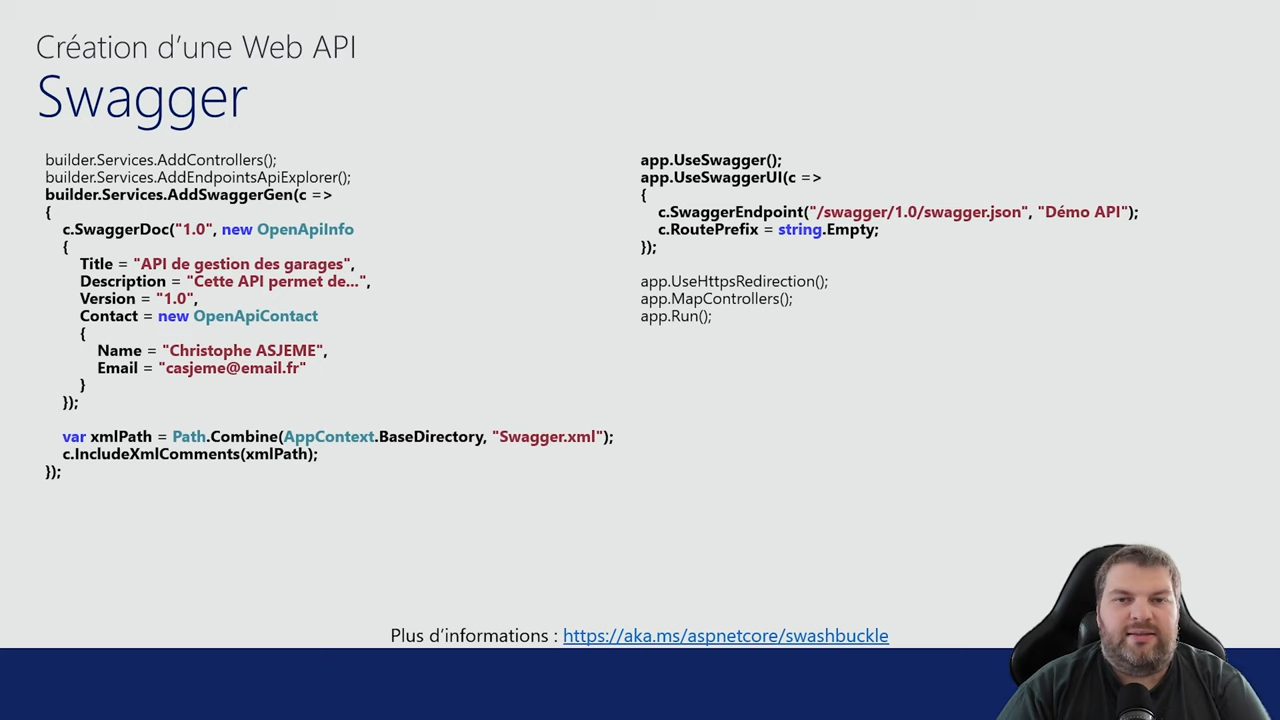 Création d'une Web API
Swagger
builder.Services.AddControllers();
builder.Services.AddEndpointsApiExplorer();
builder.Services.AddSwaggerGen(c =>
{
c.SwaggerDoc("1.0", new OpenApiInfo
{
Title = "API de gestion des garages",
Description = "Cette API permet de...",
Version = "1.0",
Contact = new OpenApiContact
{
Name = "Christophe ASJEME",
Email = "casjeme@email.fr"
}
});
var xmlPath = Path.Combine(AppContext.BaseDirectory, "Swagger.xml");
c.IncludeXmlComments(xmlPath);
});
app.UseSwagger();
app.UseSwaggerUI(c =>
{
c.SwaggerEndpoint("/swagger/1.0/swagger.json", "Démo API");
c.RoutePrefix = string.Empty;
});
app.UseHttpsRedirection();
app.MapControllers();
app.Run();
Plus d'informations : https://aka.ms/aspnetcore/swashbuckle